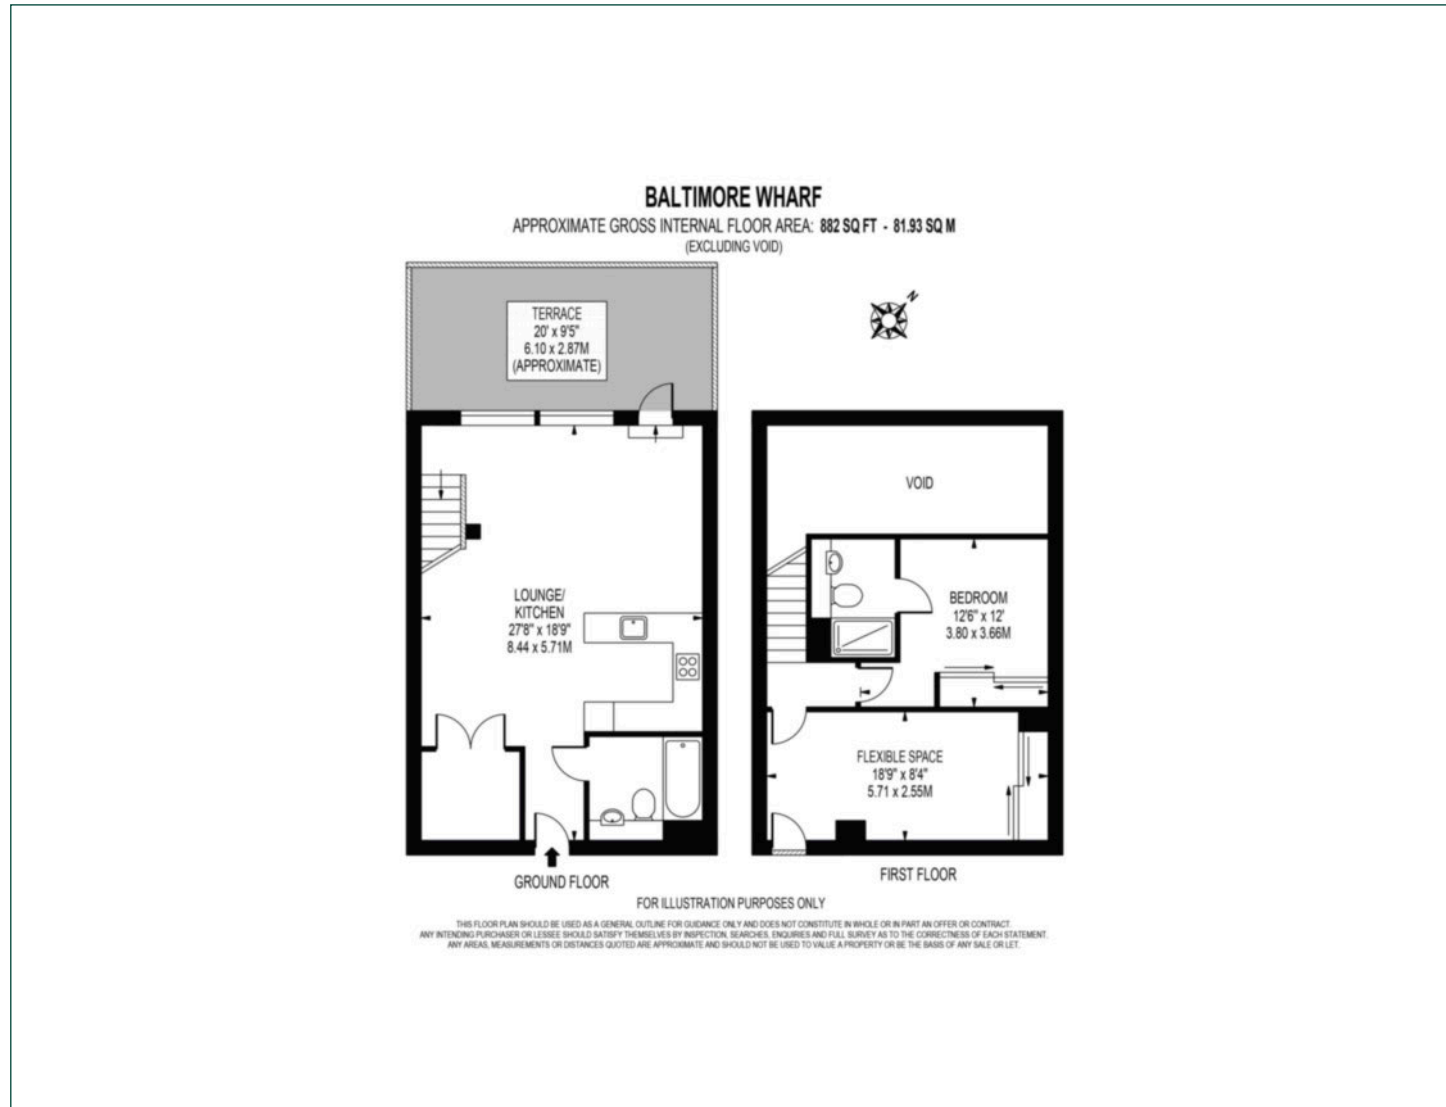 BALTIMORE WHARF
APPROXIMATE GROSS INTERNAL FLOOR AREA: 882 SQ FT - 81.93 SQ M
(EXCLUDING VOID)
N
TERRACE
20' x 9'5"
6.10 x 2.87M
(APPROXIMATE)
LOUNGE/
KITCHEN
27'8" x 18'9"
8.44 x 5.71M
GROUND FLOOR
VOID
BEDROOM
12'6" x 12'
3.80 x 3.66M
FLEXIBLE SPACE
18'9" x 8'4"
5.71 x 2.55M
FIRST FLOOR
FOR ILLUSTRATION PURPOSES ONLY
THIS FLOOR PLAN SHOULD BE USED AS A GENERAL OUTLINE FOR GUIDANCE ONLY AND DOES NOT CONSTITUTE IN WHOLE OR IN PART AN OFFER OR CONTRACT.
ANY INTENDING PURCHASER OR LESSEE SHOULD SATISFY THEMSELVES BY INSPECTION, SEARCHES, ENQUIRIES AND FULL SURVEY AS TO THE CORRECTNESS OF EACH STATEMENT.
ANY AREAS, MEASUREMENTS OR DISTANCES QUOTED ARE APPROXIMATE AND SHOULD NOT BE USED TO VALUE A PROPERTY OR BE THE BASIS OF ANY SALE OR LET.